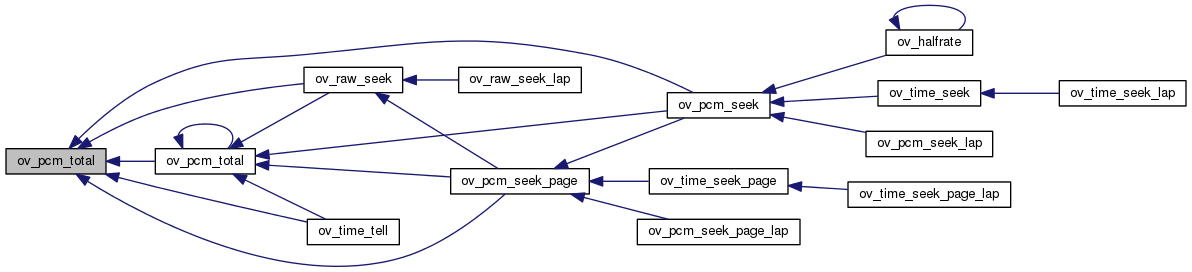 ov_halfrate
ov_raw_seek
ov_raw_seek_lap
ov_time_seek
ov_time_seek_lap
ov_pcm_seek
ov_pcm_seek_lap
ov_pcm_total
ov_pcm_total
ov_pcm_seek_page
ov_time_seek_page
ov_time_seek_page_lap
ov_time_tell
ov_pcm_seek_page_lap